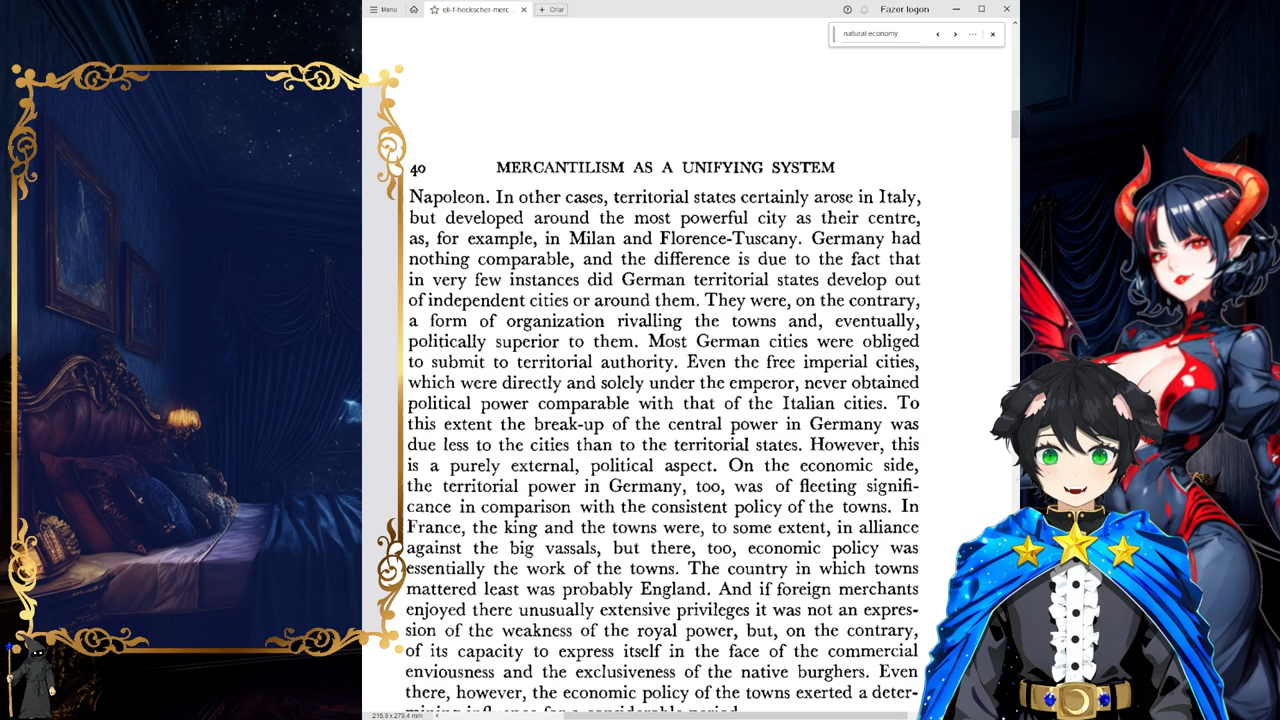 Menu
eli-f-heckscher-merc...
Criar
Fazer logon
natural economy
40 MERCANTILISM AS A UNIFYING SYSTEM
Napoleon. In other cases, territorial states certainly arose in Italy,
but developed around the most powerful city as their centre,
as, for example, in Milan and Florence-Tuscany. Germany had
nothing comparable, and the difference is due to the fact that
in very few instances did German territorial states develop out
of independent cities or around them. They were, on the contrary,
a form of organization rivalling the towns and, eventually,
politically superior to them. Most German cities were obliged
to submit to territorial authority. Even the free imperial cities,
which were directly and solely under the emperor, never obtained
political power comparable with that of the Italian cities. To
this extent the break-up of the central power in Germany was
due less to the cities than to the territorial states. However, this
is a purely external, political aspect. On the economic side,
the territorial power in Germany, too, was of fleeting signifi-
cance in comparison with the consistent policy of the towns. In
France, the king and the towns were, to some extent, in alliance
against the big vassals, but there, too, economic policy was
essentially the work of the towns. The country in which towns
mattered least was probably England. And if foreign merchants
enjoyed there unusually extensive privileges it was not an expres-
sion of the weakness of the royal power, but, on the contrary,
of its capacity to express itself in the face of the commercial
enviousness and the exclusiveness of the native burghers. Even
there, however, the economic policy of the towns exerted a deter-
mining influence for a considerable period
215,9 x 279,4 mm